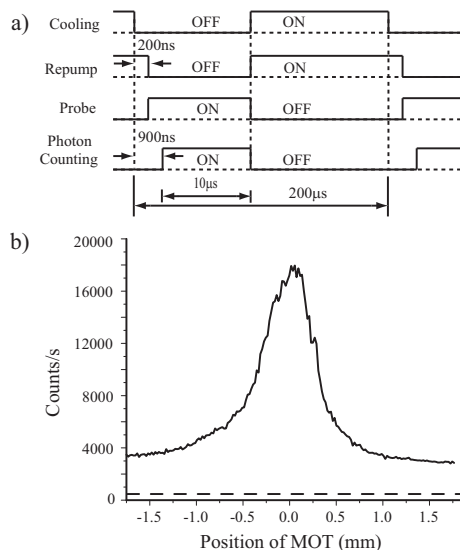 a)
Cooling OFF ON
200ns
Repump OFF ON
Probe ON OFF
Photon
Counting
900ns
ON OFF
10µs
200µs
b)
20000
16000
12000
8000
4000
0
Counts/s
-1.5 -1.0 -0.5 0.0 0.5 1.0 1.5
Position of MOT (mm)